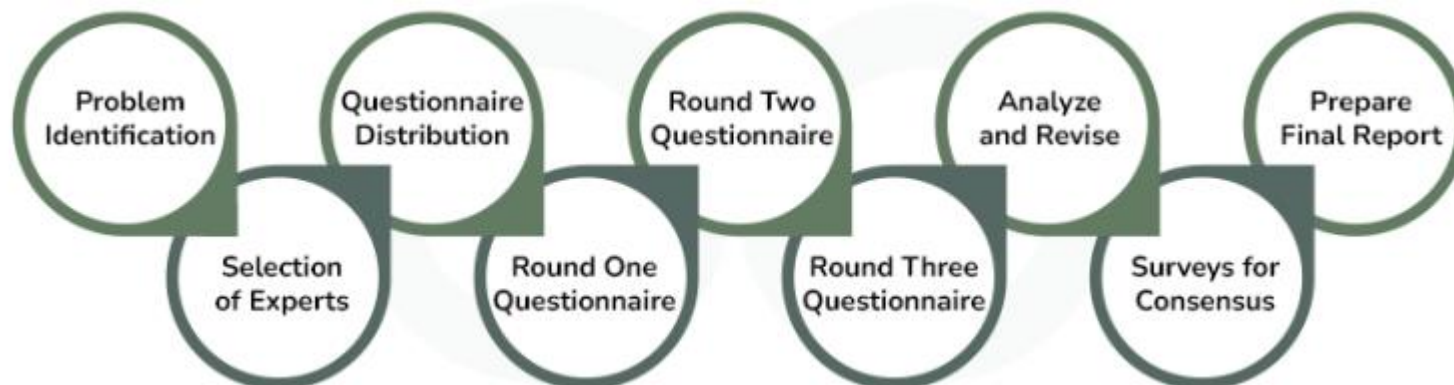 Problem
Identification
Selection
of Experts
Questionnaire
Distribution
Round One
Questionnaire
Round Two
Questionnaire
Round Three
Questionnaire
Analyze
and Revise
Surveys for
Consensus
Prepare
Final Report